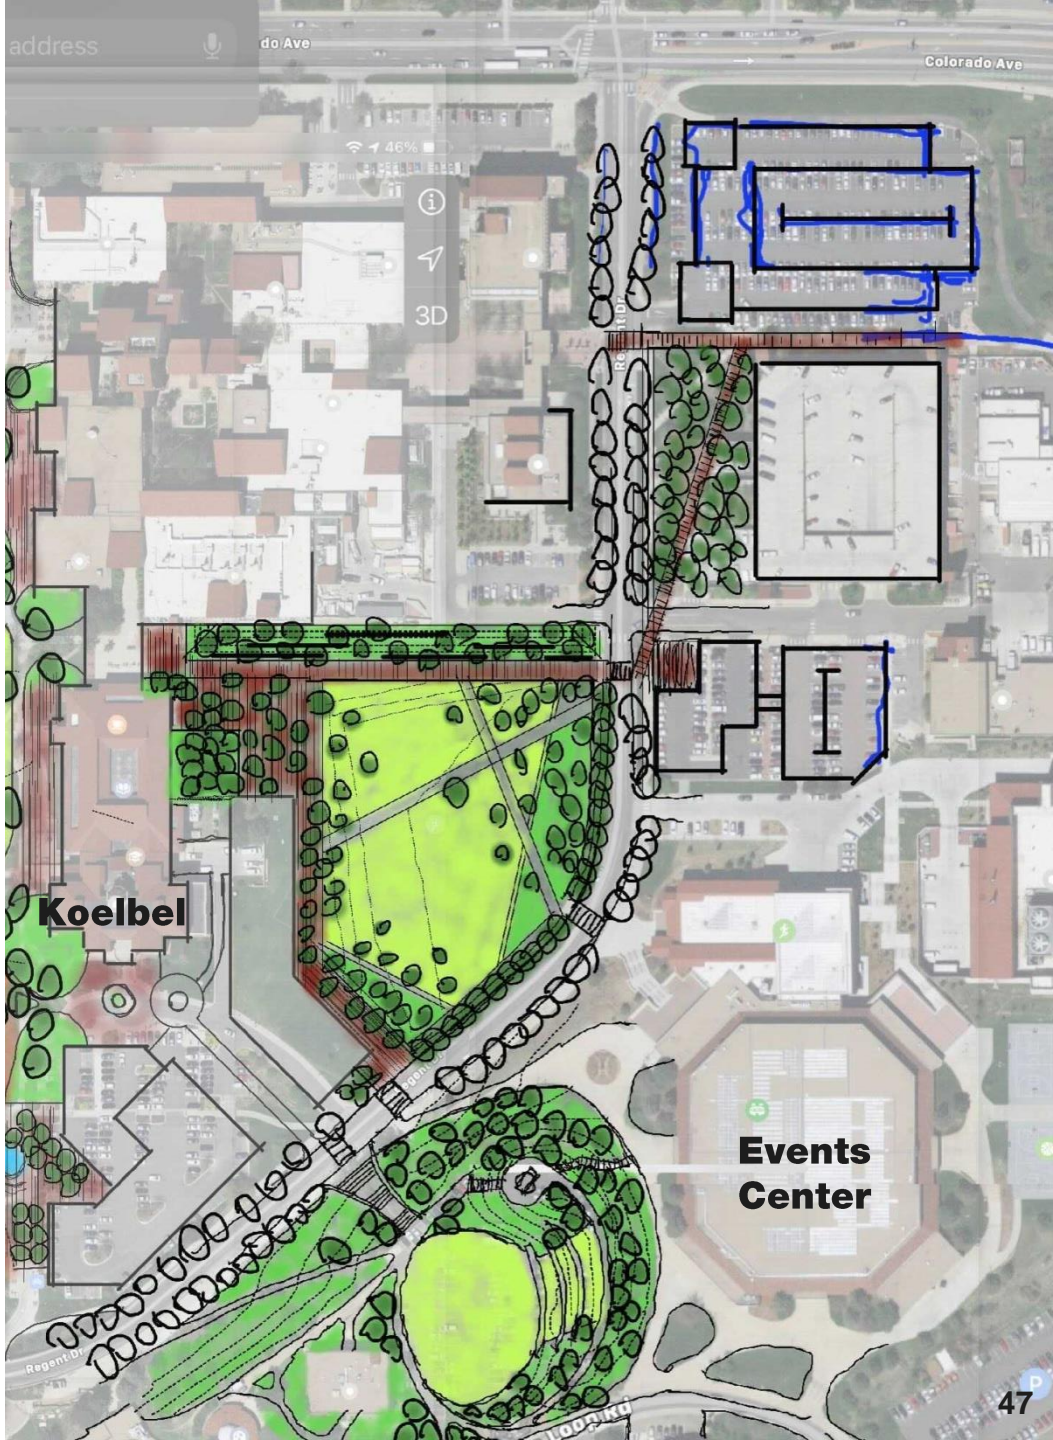 address
do Ave
Colorado Ave
46%
3D
Koelbel
Events
Center
Regent Dr
47